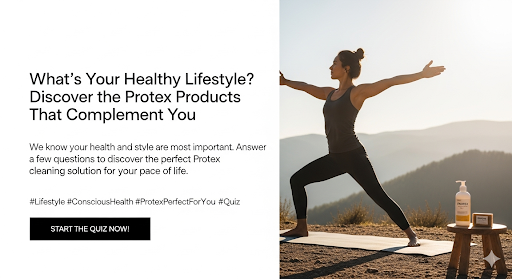 What's Your Healthy Lifestyle?
Discover the Protex Products
That Complement You
We know your health and style are most important. Answer
a few questions to discover the perfect Protex
cleaning solution for your pace of life.
#Lifestyle #ConsciousHealth #ProtexPerfectForYou #Quiz
START THE QUIZ NOW!